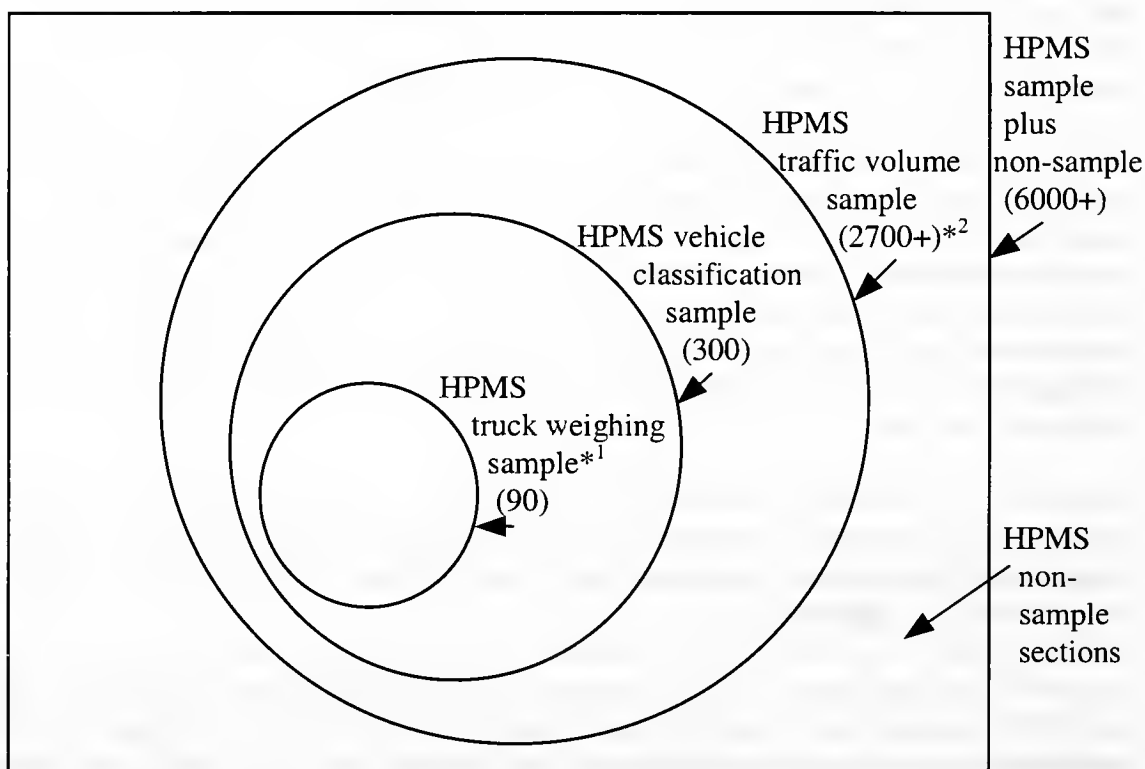 HPMS
traffic volume
sample
(2700+)*2
HPMS
sample
plus
non-sample
(6000+)
HPMS vehicle
classification
sample
(300)
HPMS
truck weighing
sample*1
(90)
HPMS
non-
sample
sections